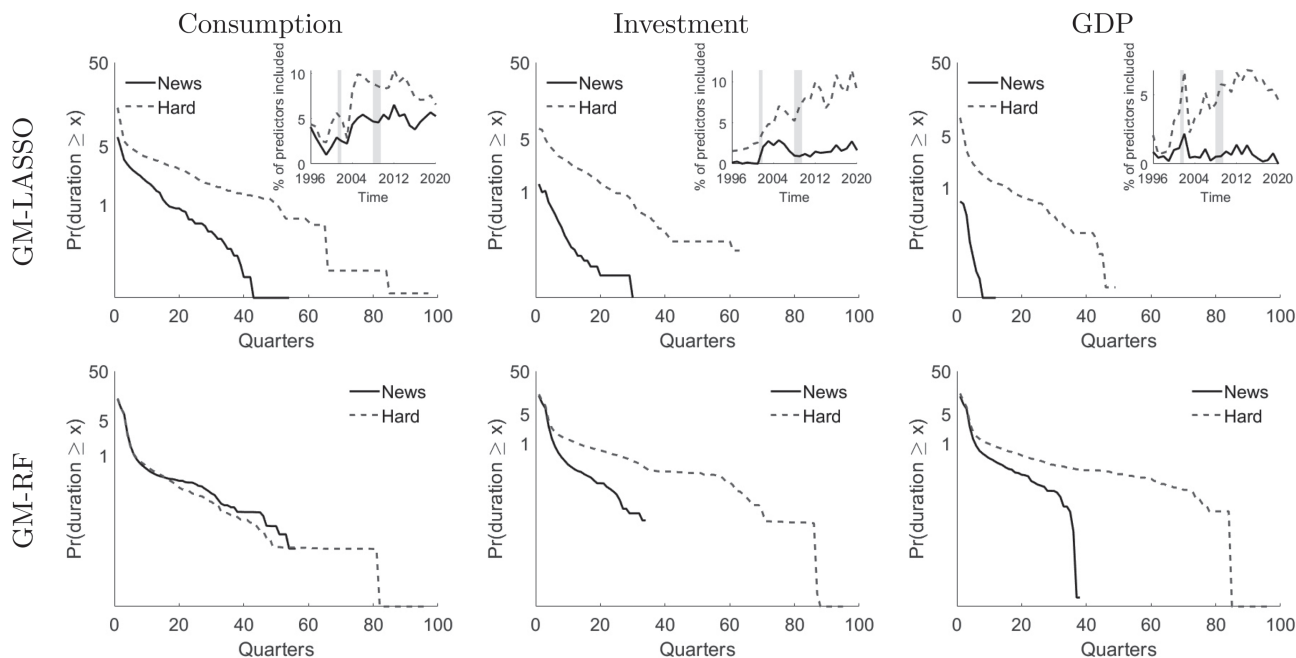 Consumption
Investment
GDP
GM-LASSO
Pr(duration ≥ x)
50
5
1
News
Hard
% of predictors included
10
5
0
1996 2004 2012 2020
Time
0 20 40 60 80 100
Quarters
50
5
1
Pr(duration ≥ x)
News
Hard
% of predictors included
10
5
0
1996 2004 2012 2020
Time
0 20 40 60 80 100
Quarters
50
5
1
Pr(duration ≥ x)
News
Hard
% of predictors included
5
0
1996 2004 2012 2020
Time
0 20 40 60 80 100
Quarters
GM-RF
Pr(duration ≥ x)
50
5
1
News
Hard
0 20 40 60 80 100
Quarters
Pr(duration ≥ x)
50
5
1
News
Hard
0 20 40 60 80 100
Quarters
Pr(duration ≥ x)
50
5
1
News
Hard
0 20 40 60 80 100
Quarters